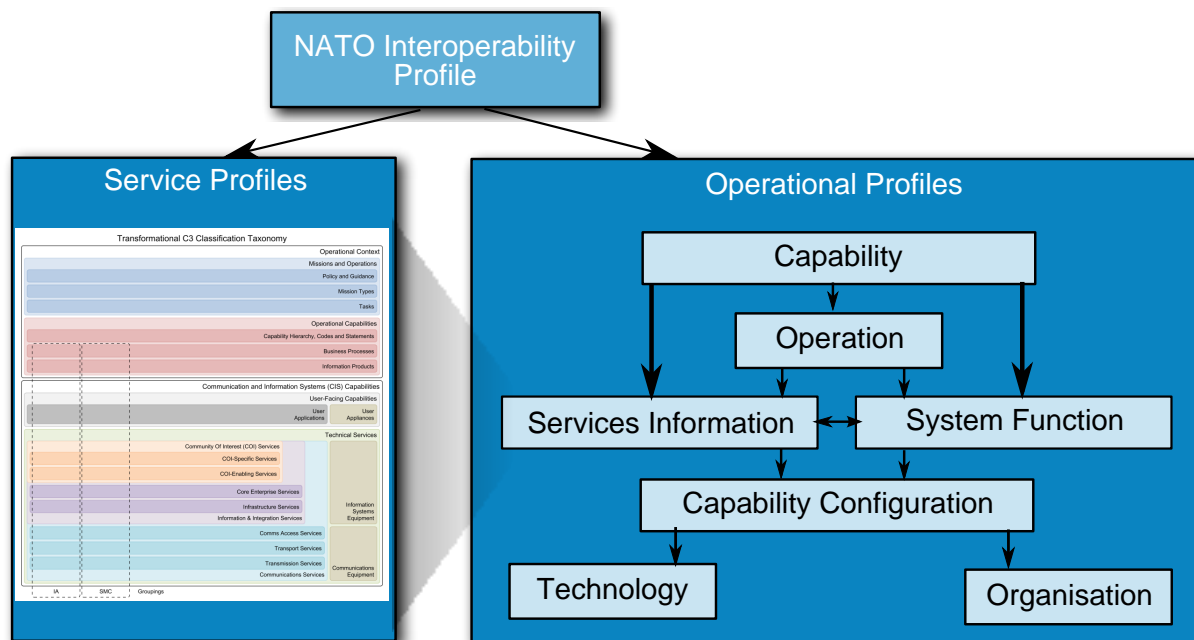 NATO Interoperability
Profile
Service Profiles
Transformational C3 Classification Taxonomy
Operational Context
Missions and Operations
Policy and Guidance
Mission Types
Tasks
Operational Capabilities
Capability Hierarchy, Codes and Statements
Business Processes
Information Products
Communication and Information Systems (CIS) Capabilities
User-Facing Capabilities
User
Applications
User
Appliances
Technical Services
Community Of Interest (COI) Services
COI-Specific Services
COI-Enabling Services
Core Enterprise Services
Infrastructure Services
Information & Integration Services
Information
Systems
Equipment
Comms Access Services
Transport Services
Transmission Services
Communications Services
Communications
Equipment
IA
SMC
Groupings
Operational Profiles
Capability
Operation
Services Information
System Function
Capability Configuration
Technology
Organisation